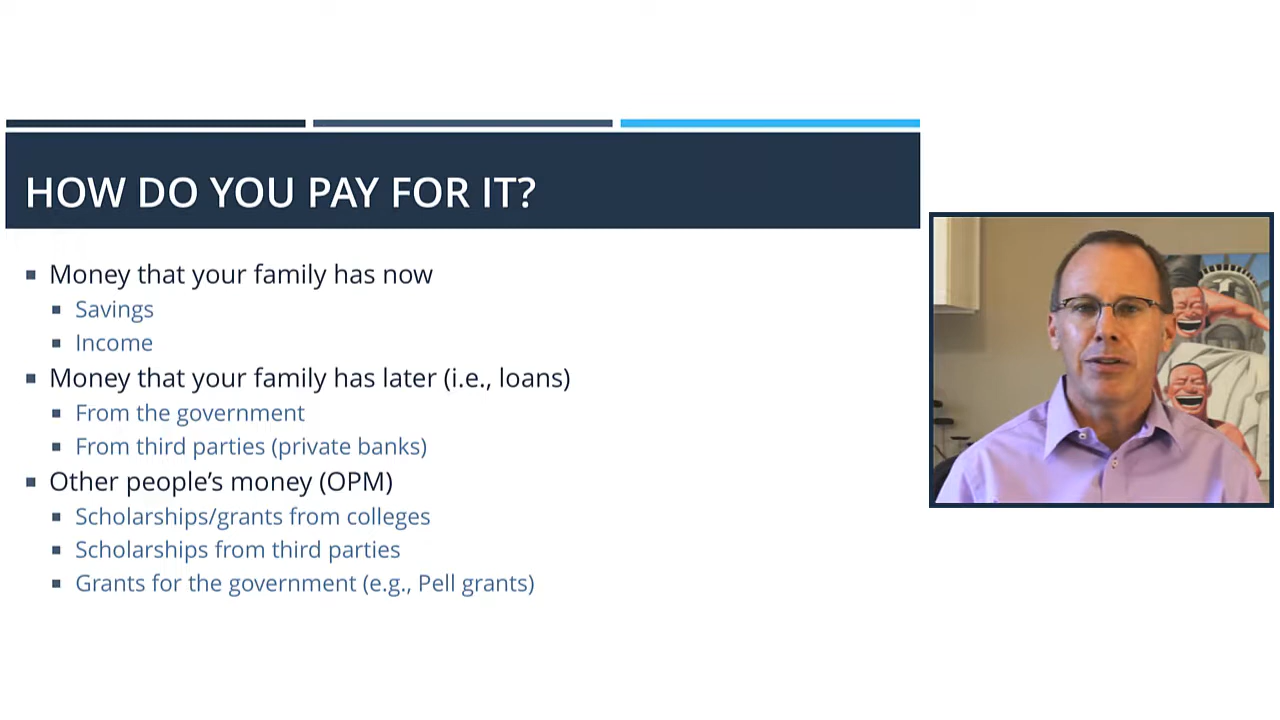 HOW DO YOU PAY FOR IT?
Money that your family has now
Savings
Income
Money that your family has later (i.e., loans)
From the government
From third parties (private banks)
Other people's money (OPM)
Scholarships/grants from colleges
Scholarships from third parties
Grants for the government (e.g., Pell grants)